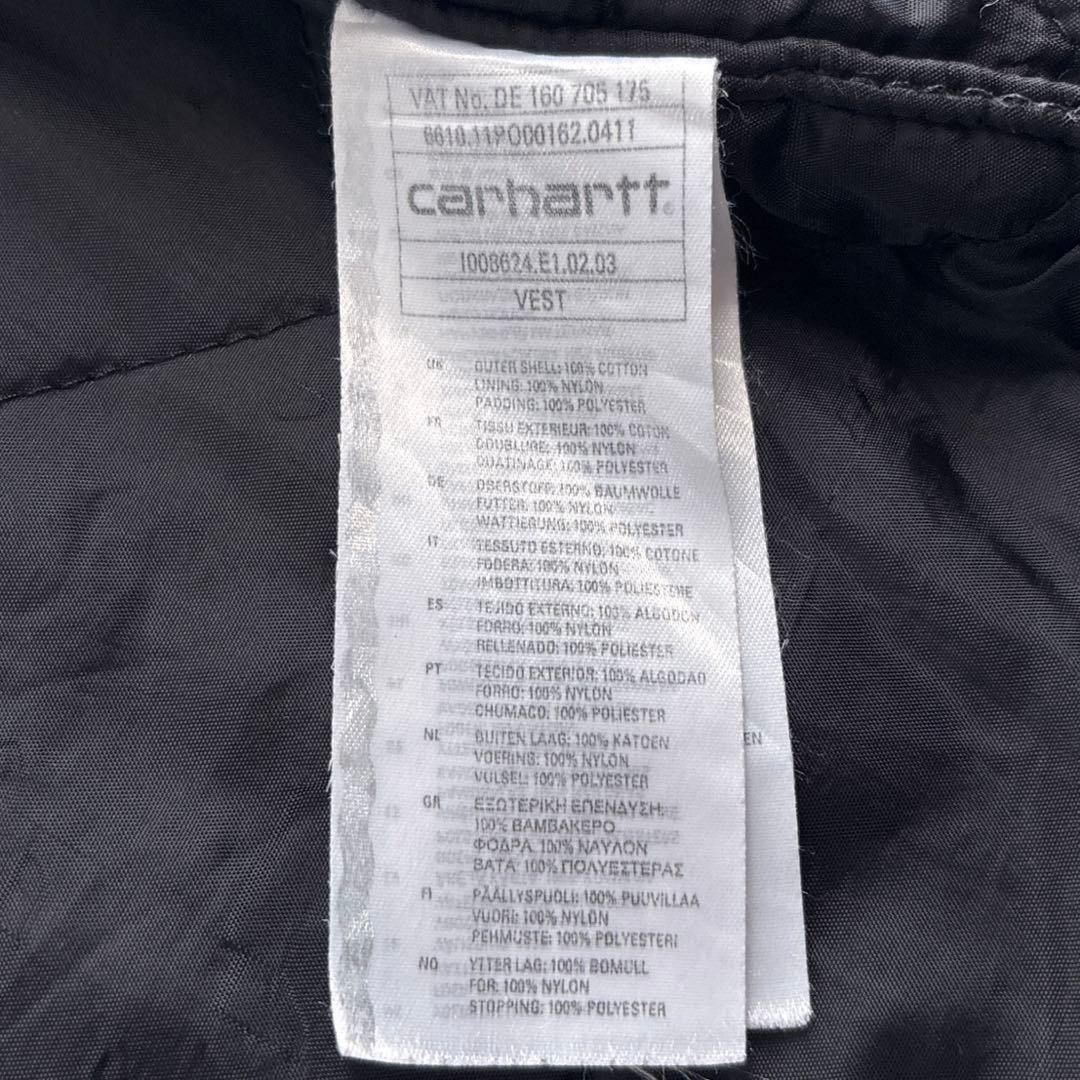 VAT No. DE 160 705 175
6610.11PO00162.0411
carhartt®
I008624.E1.02.03
VEST
UK OUTER SHELL: 100% COTTON
LINING: 100% NYLON
PADDING: 100% POLYESTER
FR TISSU EXTERIEUR: 100% COTON
DOUBLURE: 100% NYLON
OUATINAGE: 100% POLYESTER
DE OBERSTOFF: 100% BAUMWOLLE
FUTTER: 100% NYLON
WATTIERUNG: 100% POLYESTER
IT TESSUTO ESTERNO: 100% COTONE
FODERA: 100% NYLON
IMBOTTITURA: 100% POLIESTERE
ES TEJIDO EXTERNO: 100% ALGODON
FORRO: 100% NYLON
RELLENADO: 100% POLIESTER
PT TECIDO EXTERIOR: 100% ALGODAO
FORRO: 100% NYLON
CHUMACO: 100% POLIESTER
NL BUITEN LAAG: 100% KATOEN
VOERING: 100% NYLON
VULSEL: 100% POLYESTER
EN
GR ΕΞΩΤΕΡΙΚΗ ΕΠΕΝΔΥΣΗ:
100% ΒΑΜΒΑΚΕΡΟ
ΦΟΔΡΑ: 100% ΝΑΥΛΟΝ
ΒΑΤΑ: 100% ΠΟΛΥΕΣΤΕΡΑΣ
FI PÄÄLLYSPUOLI: 100% PUUVILLAA
VUORI: 100% NYLON
PEHMUSTE: 100% POLYESTERI
NO YTTER LAG: 100% BOMULL
FOR: 100% NYLON
STOPPING: 100% POLYESTER